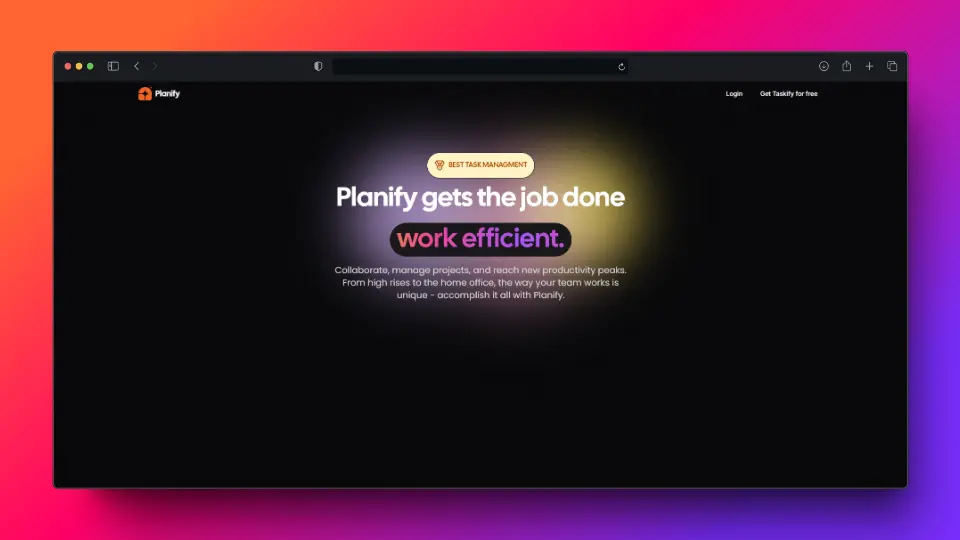 Planify
Login
Get Taskify for free
BEST TASK MANAGMENT
Planify gets the job done
work efficient.
Collaborate, manage projects, and reach new productivity peaks.
From high rises to the home office, the way your team works is
unique - accomplish it all with Planify.